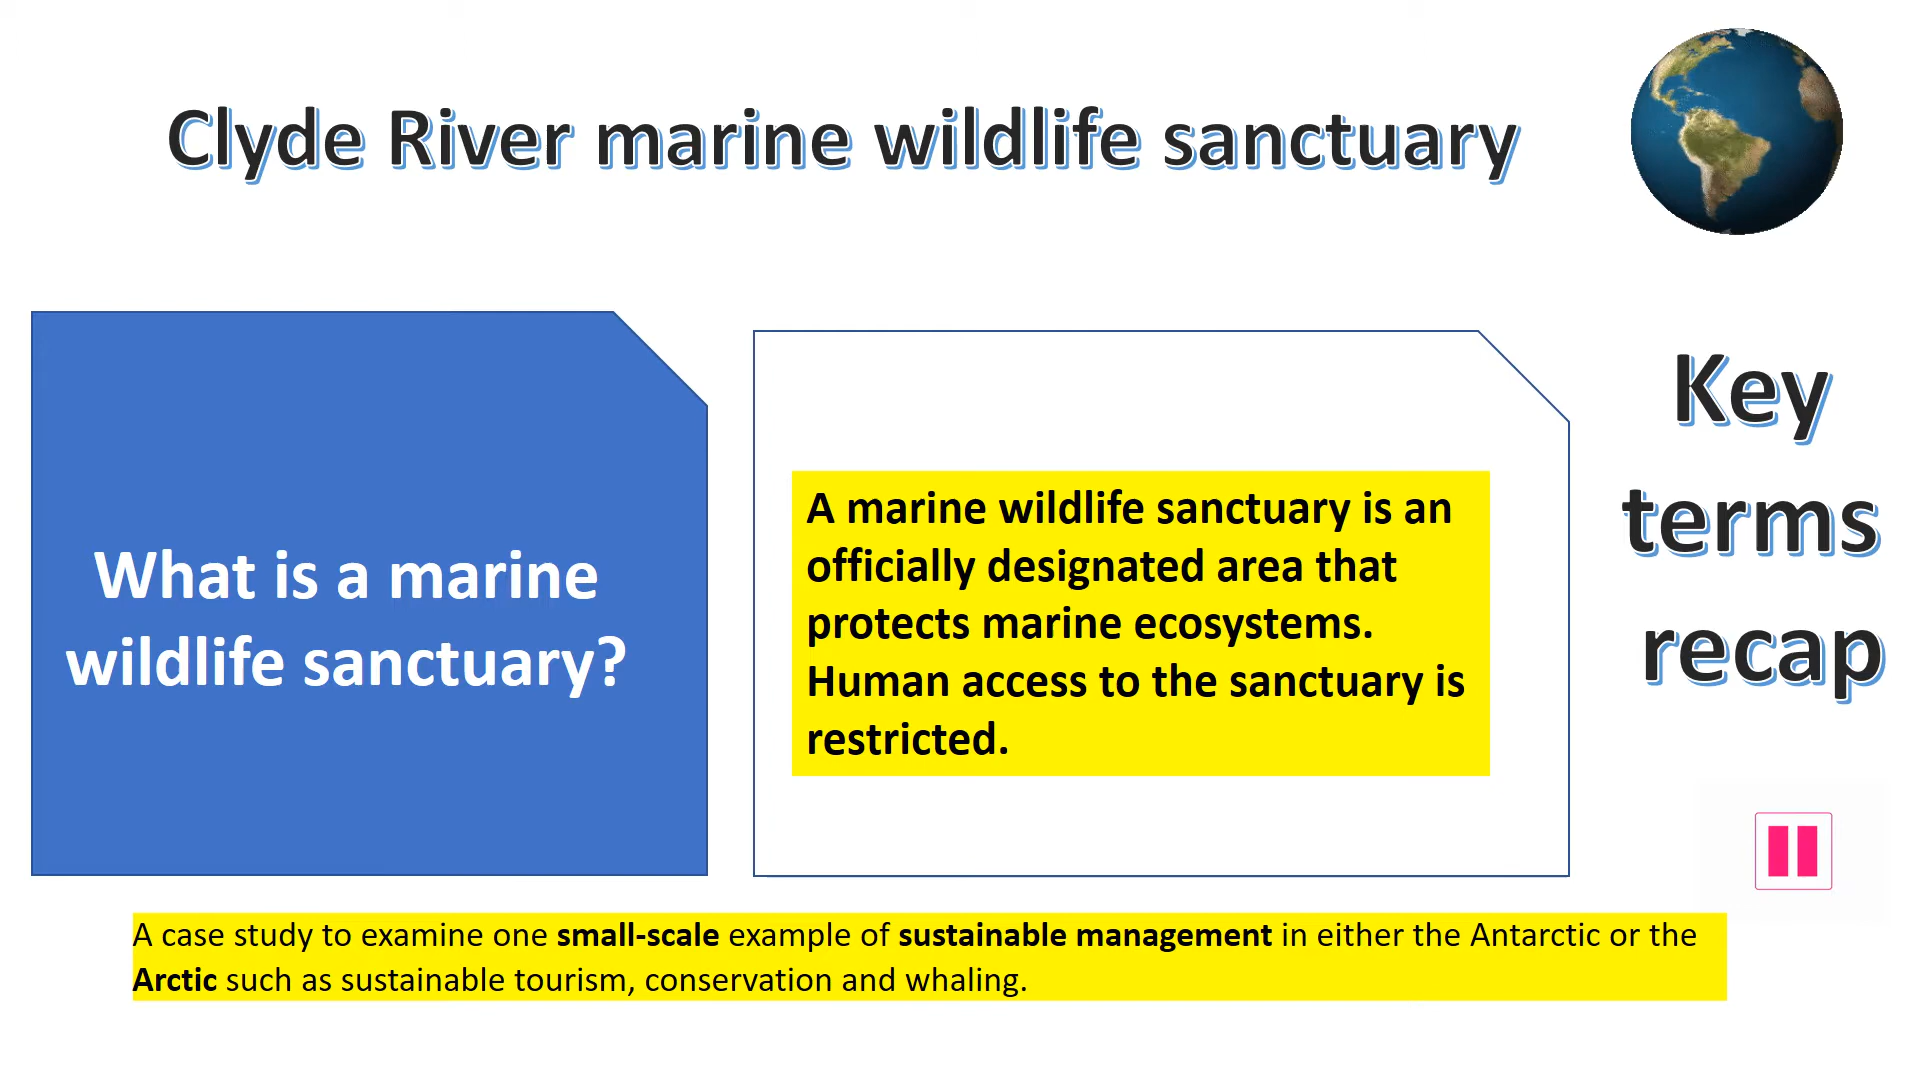 Clyde River marine wildlife sanctuary
What is a marine
wildlife sanctuary?
A marine wildlife sanctuary is an
officially designated area that
protects marine ecosystems.
Human access to the sanctuary is
restricted.
Key
terms
recap
A case study to examine one small-scale example of sustainable management in either the Antarctic or the
Arctic such as sustainable tourism, conservation and whaling.